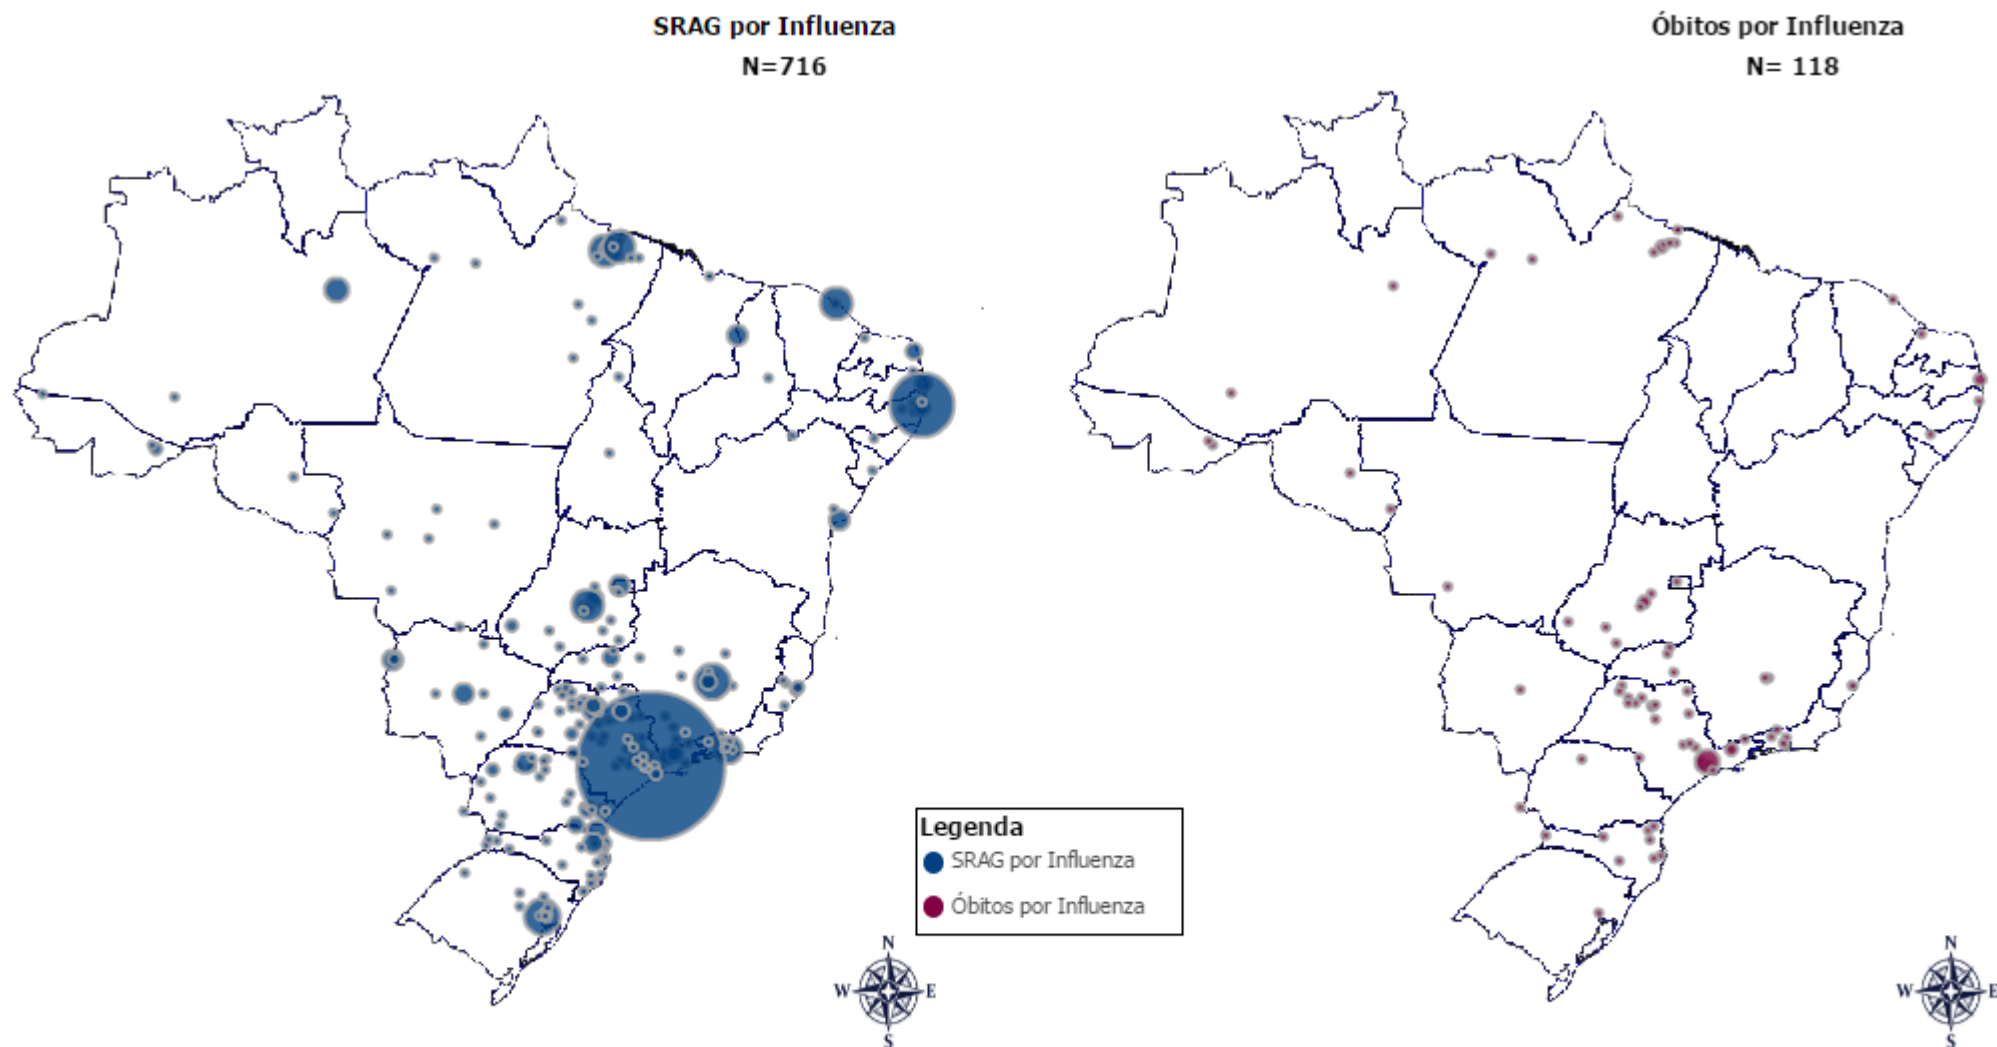 SRAG por Influenza
N=716
Óbitos por Influenza
N= 118
Legenda
SRAG por Influenza
Óbitos por Influenza
N
W E
S
N
W E
S